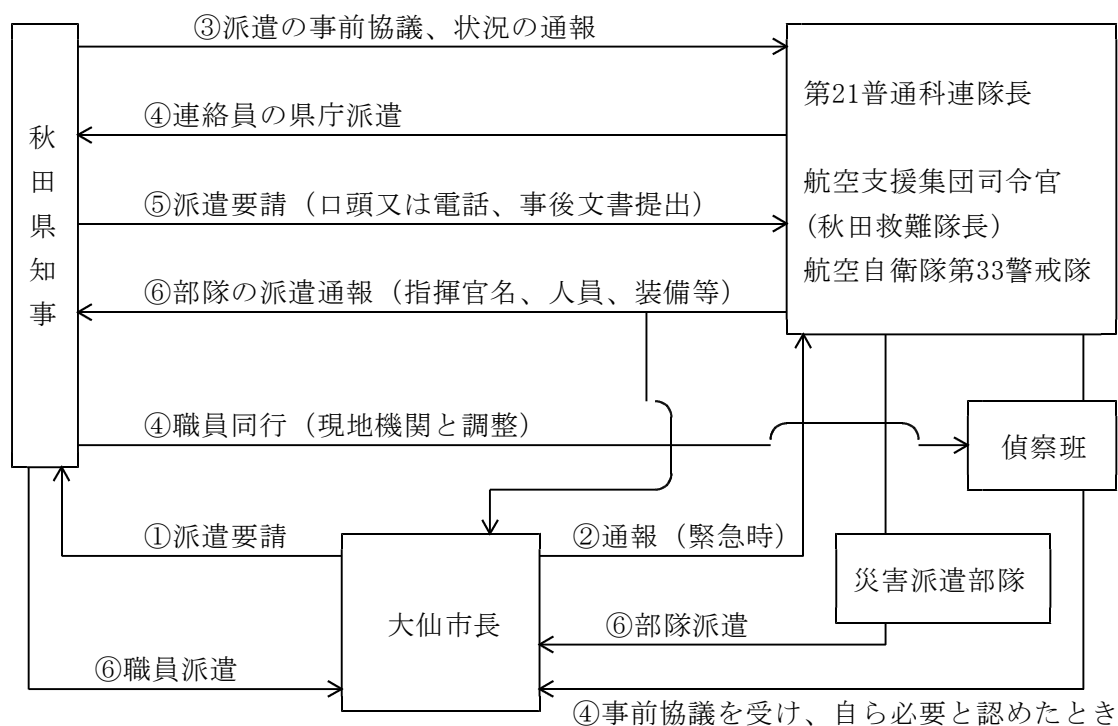 ③派遣の事前協議、状況の通報
第21普通科連隊長
④連絡員の県庁派遣
秋田県知事
航空支援集団司令官
⑤派遣要請（口頭又は電話、事後文書提出）
(秋田救難隊長)
航空自衛隊第33警戒隊
⑥部隊の派遣通報（指揮官名、人員、装備等）
④職員同行（現地機関と調整）
偵察班
①派遣要請
②通報（緊急時）
災害派遣部隊
大仙市長
⑥部隊派遣
⑥職員派遣
④事前協議を受け、自ら必要と認めたとき